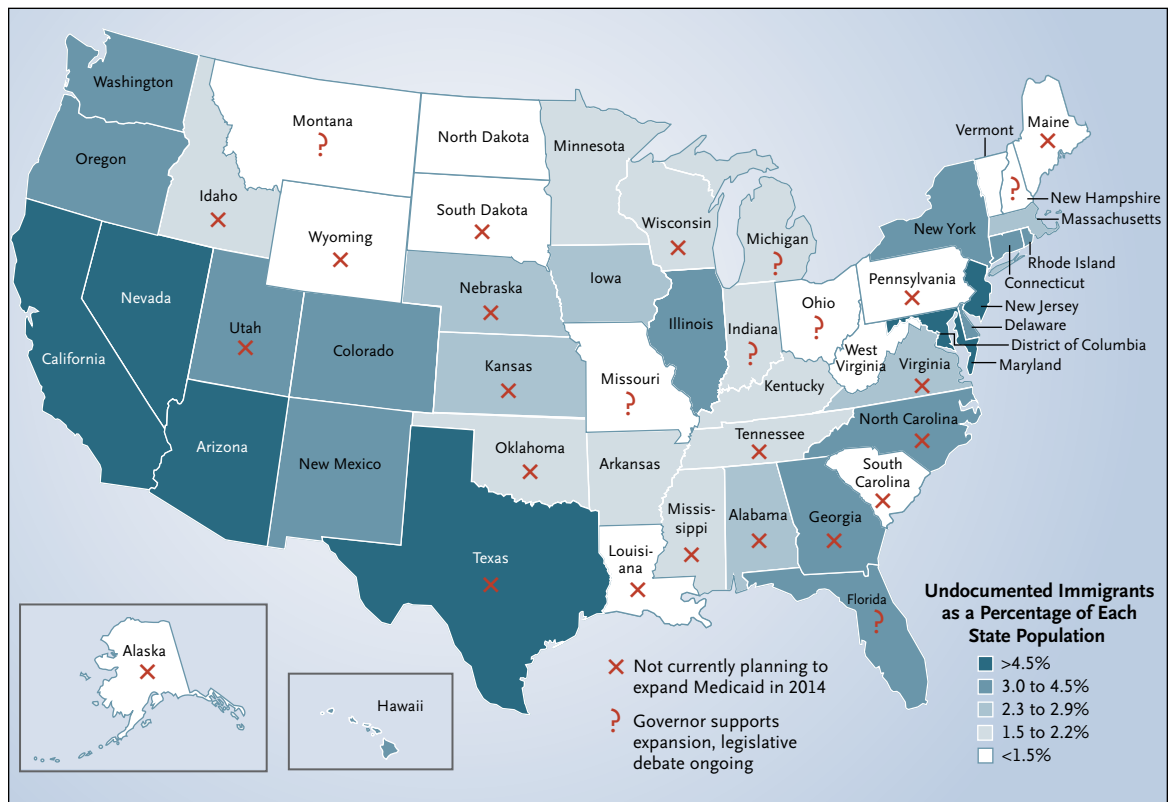 Washington
Oregon
Idaho
Montana
North Dakota
Minnesota
South Dakota
Wyoming
Wisconsin
Michigan
Vermont
Maine
New Hampshire
Massachusetts
New York
Rhode Island
Connecticut
New Jersey
Delaware
District of Columbia
Maryland
Pennsylvania
Nevada
California
Utah
Colorado
Nebraska
Iowa
Illinois
Indiana
Ohio
West
Virginia
Virginia
Kansas
Missouri
Kentucky
Arizona
New Mexico
Oklahoma
Arkansas
Tennessee
North Carolina
South
Carolina
Texas
Louisi-
ana
Missis-
sippi
Alabama
Georgia
Florida
Alaska
Hawaii
✕ Not currently planning to
expand Medicaid in 2014
? Governor supports
expansion, legislative
debate ongoing
Undocumented Immigrants
as a Percentage of Each
State Population
>4.5%
3.0 to 4.5%
2.3 to 2.9%
1.5 to 2.2%
<1.5%